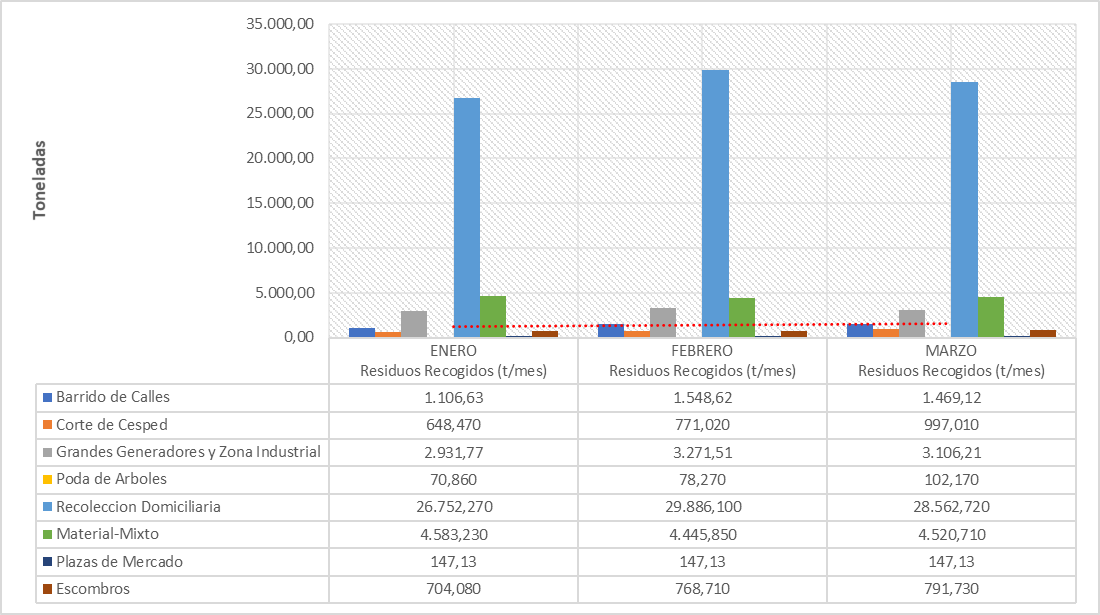 35.000,00
30.000,00
25.000,00
20.000,00
15.000,00
10.000,00
5.000,00
0,00
Toneladas
ENERO FEBRERO MARZO
Residuos Recogidos (t/mes) Residuos Recogidos (t/mes) Residuos Recogidos (t/mes)
Barrido de Calles 1.106,63 1.548,62 1.469,12
Corte de Cesped 648,470 771,020 997,010
Grandes Generadores y Zona Industrial 2.931,77 3.271,51 3.106,21
Poda de Arboles 70,860 78,270 102,170
Recoleccion Domiciliaria 26.752,270 29.886,100 28.562,720
Material-Mixto 4.583,230 4.445,850 4.520,710
Plazas de Mercado 147,13 147,13 147,13
Escombros 704,080 768,710 791,730